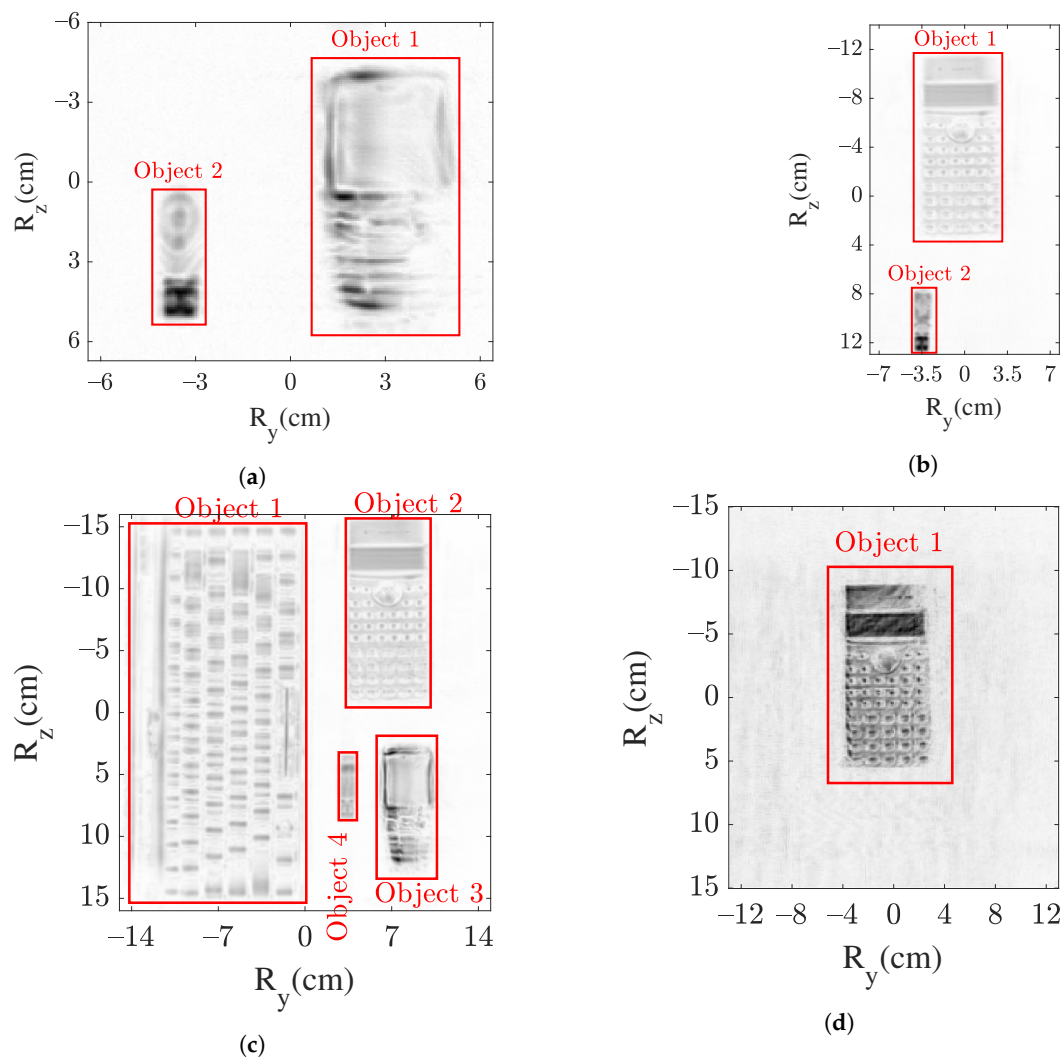 Object 1
Object 2
−6
−3
0
3
6
R_z(cm)
−6 −3 0 3 6
R_y(cm)
(a)
Object 1
Object 2
−12
−8
−4
0
4
8
12
R_z(cm)
−7 −3.5 0 3.5 7
R_y(cm)
(b)
Object 1
Object 2
Object 3
Object 4
−15
−10
−5
0
5
10
15
R_z(cm)
−14 −7 0 7 14
R_y(cm)
(c)
Object 1
−15
−10
−5
0
5
10
15
R_z(cm)
−12 −8 −4 0 4 8 12
R_y(cm)
(d)